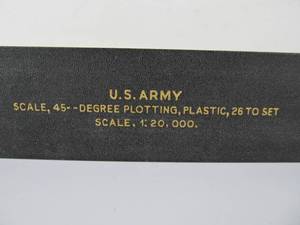 U.S. ARMY
SCALE, 45--DEGREE PLOTTING, PLASTIC, 26 TO SET
SCALE. 1:20,000.